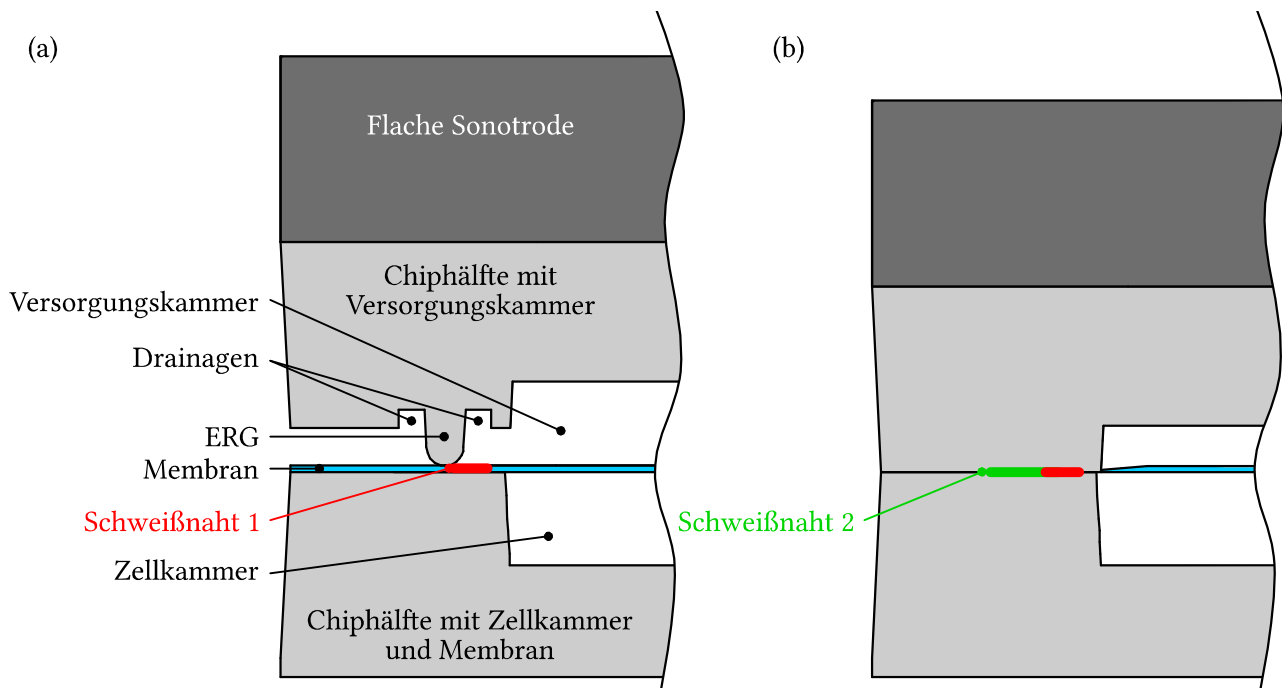 (a)
(b)
Flache Sonotrode
Chiphälfte mit
Versorgungskammer
Versorgungskammer
Drainagen
ERG
Membran
Schweißnaht 1
Schweißnaht 2
Zellkammer
Chiphälfte mit Zellkammer
und Membran